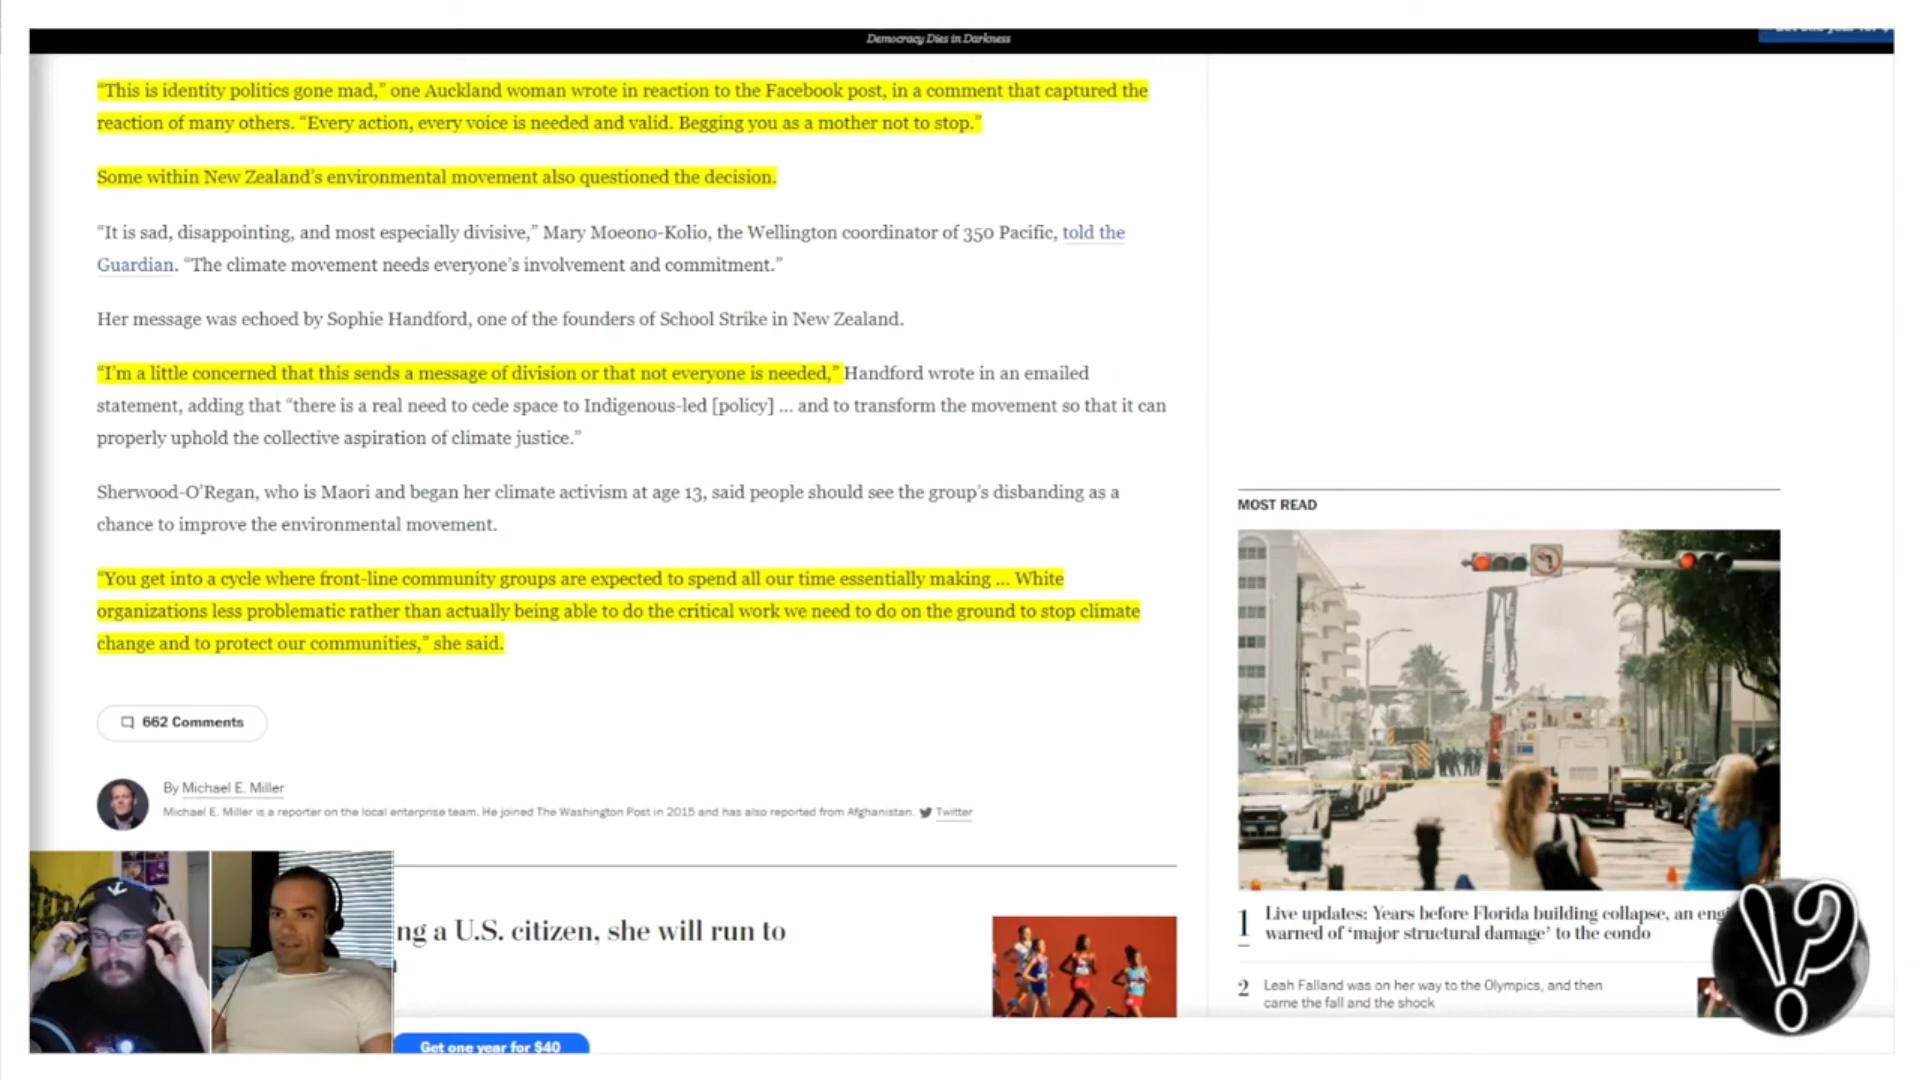 Democracy Dies in Darkness
“This is identity politics gone mad,” one Auckland woman wrote in reaction to the Facebook post, in a comment that captured the
reaction of many others. “Every action, every voice is needed and valid. Begging you as a mother not to stop.”
Some within New Zealand’s environmental movement also questioned the decision.
“It is sad, disappointing, and most especially divisive,” Mary Moeono-Kolio, the Wellington coordinator of 350 Pacific, told the
Guardian. “The climate movement needs everyone’s involvement and commitment.”
Her message was echoed by Sophie Handford, one of the founders of School Strike in New Zealand.
“I’m a little concerned that this sends a message of division or that not everyone is needed,” Handford wrote in an emailed
statement, adding that “there is a real need to cede space to Indigenous-led [policy] ... and to transform the movement so that it can
properly uphold the collective aspiration of climate justice.”
Sherwood-O’Regan, who is Maori and began her climate activism at age 13, said people should see the group’s disbanding as a
chance to improve the environmental movement.
“You get into a cycle where front-line community groups are expected to spend all our time essentially making ... White
organizations less problematic rather than actually being able to do the critical work we need to do on the ground to stop climate
change and to protect our communities,” she said.
662 Comments
By Michael E. Miller
Michael E. Miller is a reporter on the local enterprise team. He joined The Washington Post in 2015 and has also reported from Afghanistan. Twitter
ng a U.S. citizen, she will run to
Get one year for $40
MOST READ
1 Live updates: Years before Florida building collapse, an eng
warned of ‘major structural damage’ to the condo
2 Leah Falland was on her way to the Olympics, and then
came the fall and the shock
!?